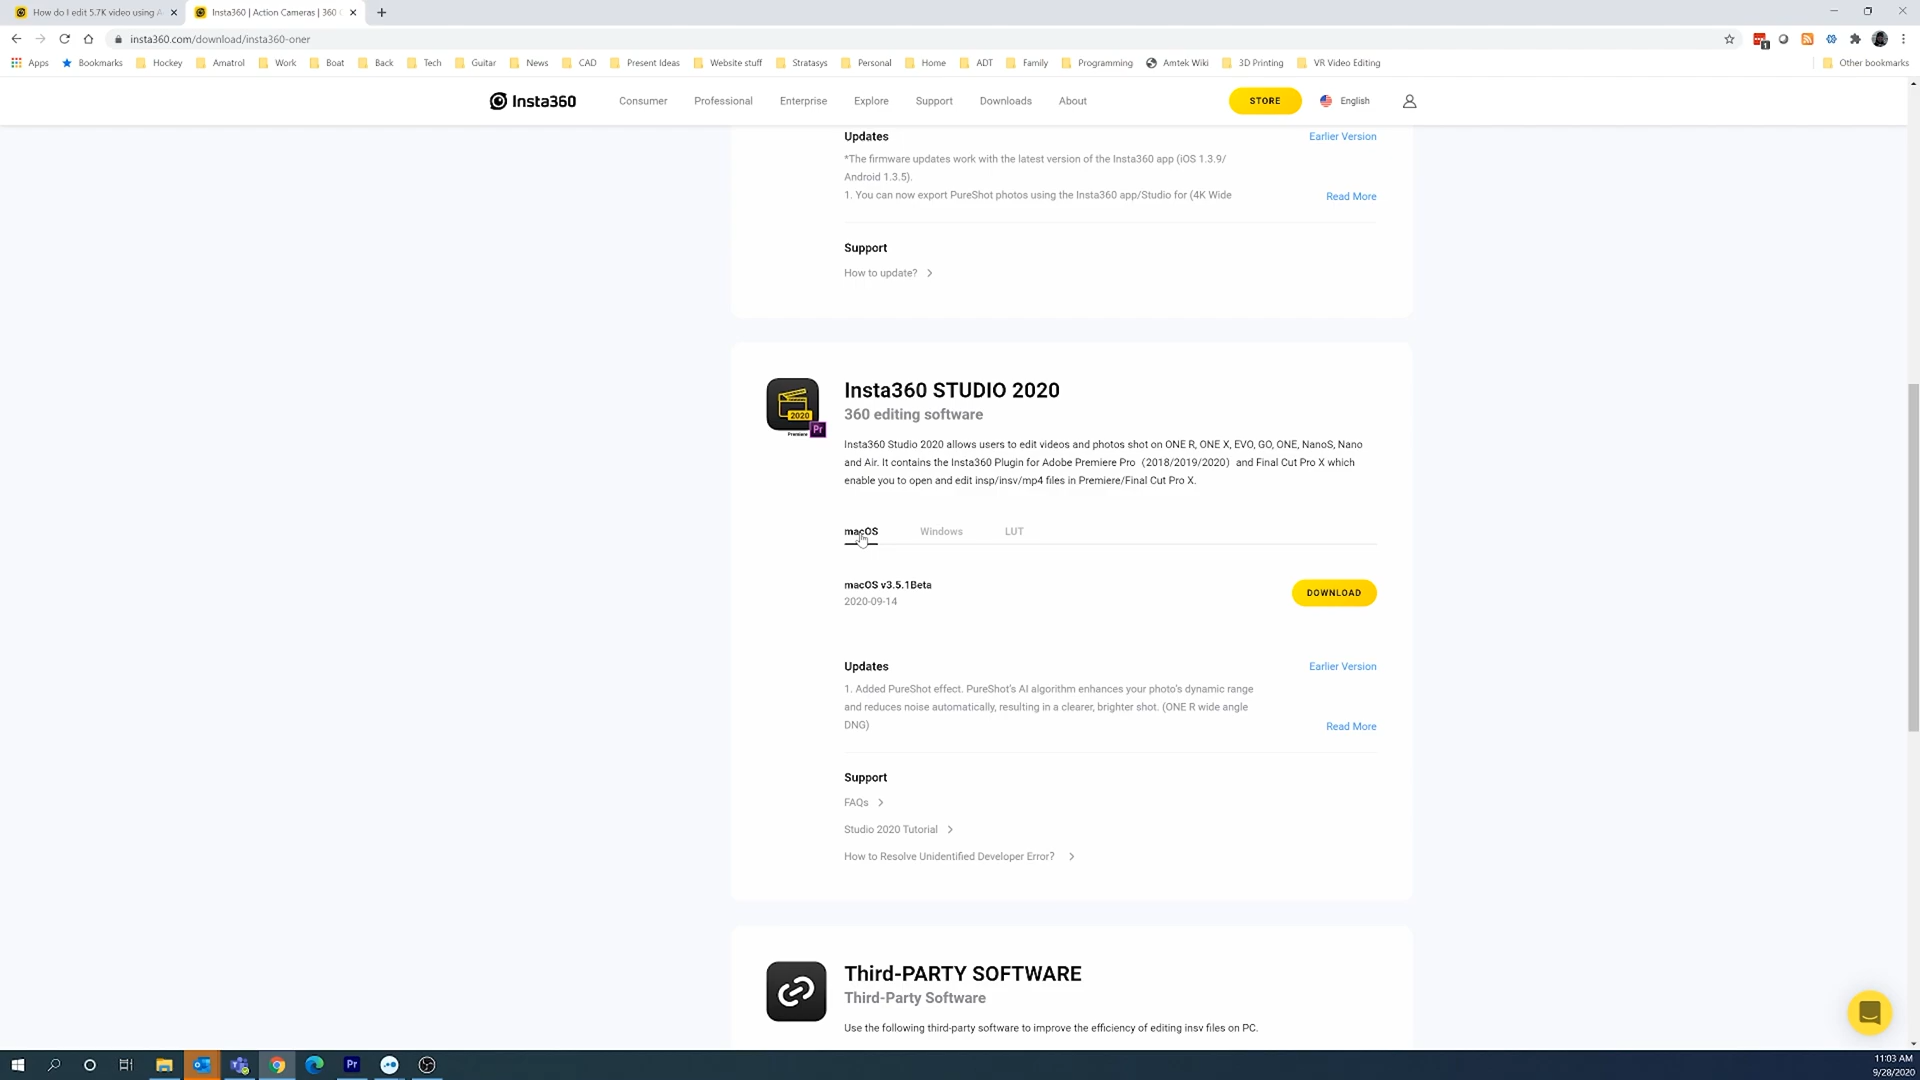 How do I edit 5.7K video using A
Insta360 | Action Cameras | 360 C
insta360.com/download/insta360-oner
Apps Bookmarks Hockey Amatrol Work Boat Back Tech Guitar News CAD Present Ideas Website stuff Stratasys Personal Home ADT Family Programming Amtek Wiki 3D Printing VR Video Editing Other bookmarks
Insta360 Consumer Professional Enterprise Explore Support Downloads About STORE English
Updates Earlier Version
*The firmware updates work with the latest version of the Insta360 app (iOS 1.3.9/
Android 1.3.5).
1. You can now export PureShot photos using the Insta360 app/Studio for (4K Wide
Read More
Support
How to update?
Insta360 STUDIO 2020
360 editing software
2020
Pr
Premiere
Insta360 Studio 2020 allows users to edit videos and photos shot on ONE R, ONE X, EVO, GO, ONE, NanoS, Nano
and Air. It contains the Insta360 Plugin for Adobe Premiere Pro（2018/2019/2020）and Final Cut Pro X which
enable you to open and edit insp/insv/mp4 files in Premiere/Final Cut Pro X.
macOS Windows LUT
macOS v3.5.1Beta
2020-09-14
DOWNLOAD
Updates Earlier Version
1. Added PureShot effect. PureShot's AI algorithm enhances your photo's dynamic range
and reduces noise automatically, resulting in a clearer, brighter shot. (ONE R wide angle
DNG)
Read More
Support
FAQs
Studio 2020 Tutorial
How to Resolve Unidentified Developer Error?
Third-PARTY SOFTWARE
Third-Party Software
Use the following third-party software to improve the efficiency of editing insv files on PC.
Pr
11:03 AM
9/28/2020